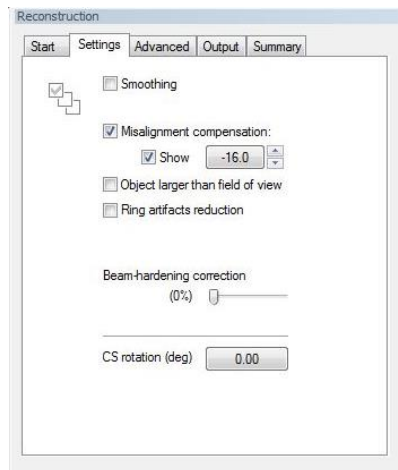 Reconstruction
Start Settings Advanced Output Summary
Smoothing
Misalignment compensation:
Show -16.0
Object larger than field of view
Ring artifacts reduction
Beam-hardening correction
(0%)
CS rotation (deg) 0.00